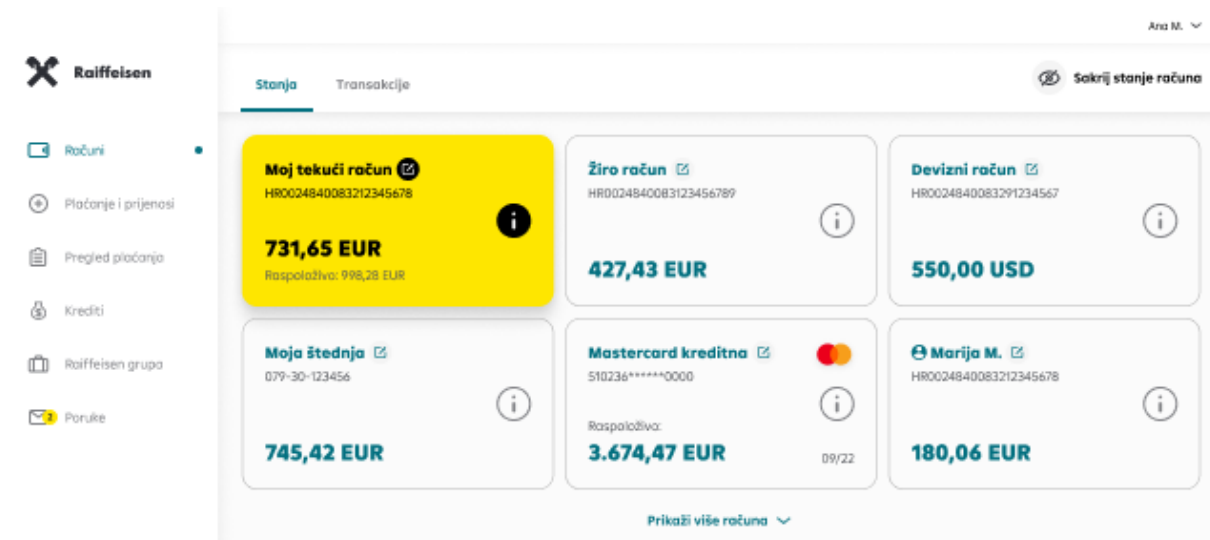 Ana M.
Raiffeisen
Stanja
Transakcije
Sakrij stanje računa
Računi
Plaćanje i prijenosi
Pregled plaćanja
Krediti
Raiffeisen grupa
2
Poruke
Moj tekući račun
HR0024840083212345678
731,65 EUR
Raspoloživo: 998,28 EUR
Žiro račun
HR0024840083123456789
427,43 EUR
Devizni račun
HR0024840083291234567
550,00 USD
Moja štednja
079-30-123456
745,42 EUR
Mastercard kreditna
510236******0000
Raspoloživo:
3.674,47 EUR
09/22
Marija M.
HR0024840083212345678
180,06 EUR
Prikaži više računa